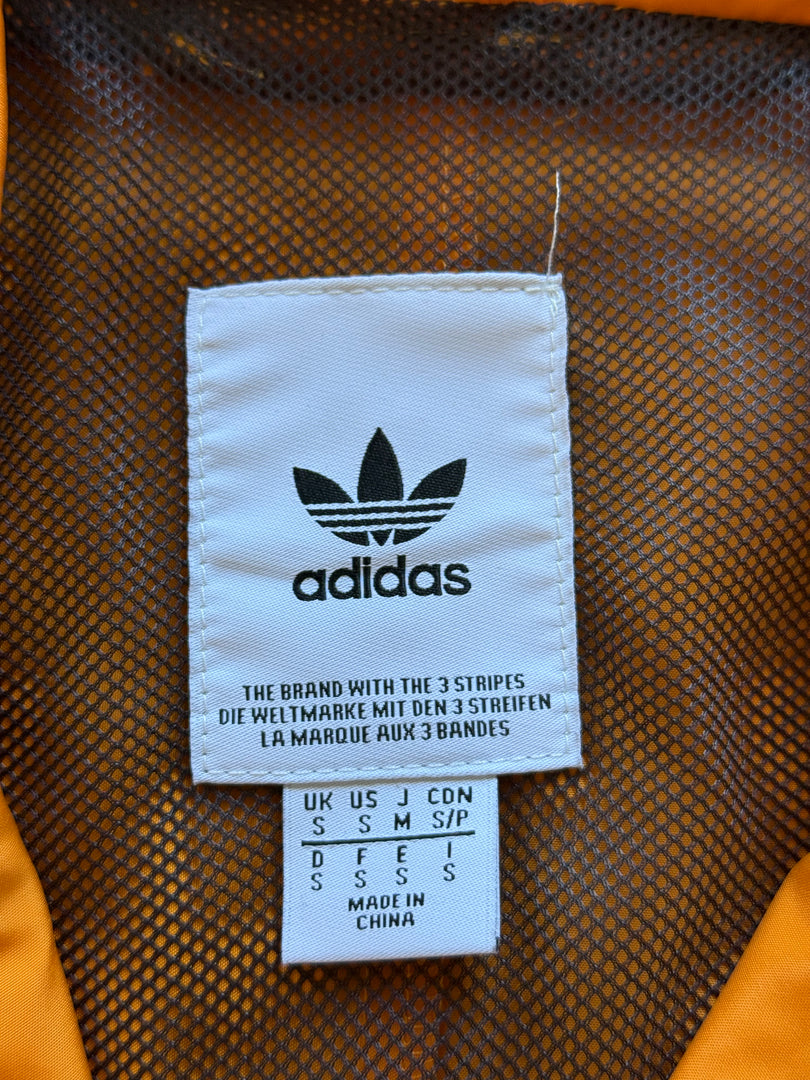 adidas
THE BRAND WITH THE 3 STRIPES
DIE WELTMARKE MIT DEN 3 STREIFEN
LA MARQUE AUX 3 BANDES
UK US J CDN
S S M S/P
D F E I
S S S S
MADE IN
CHINA